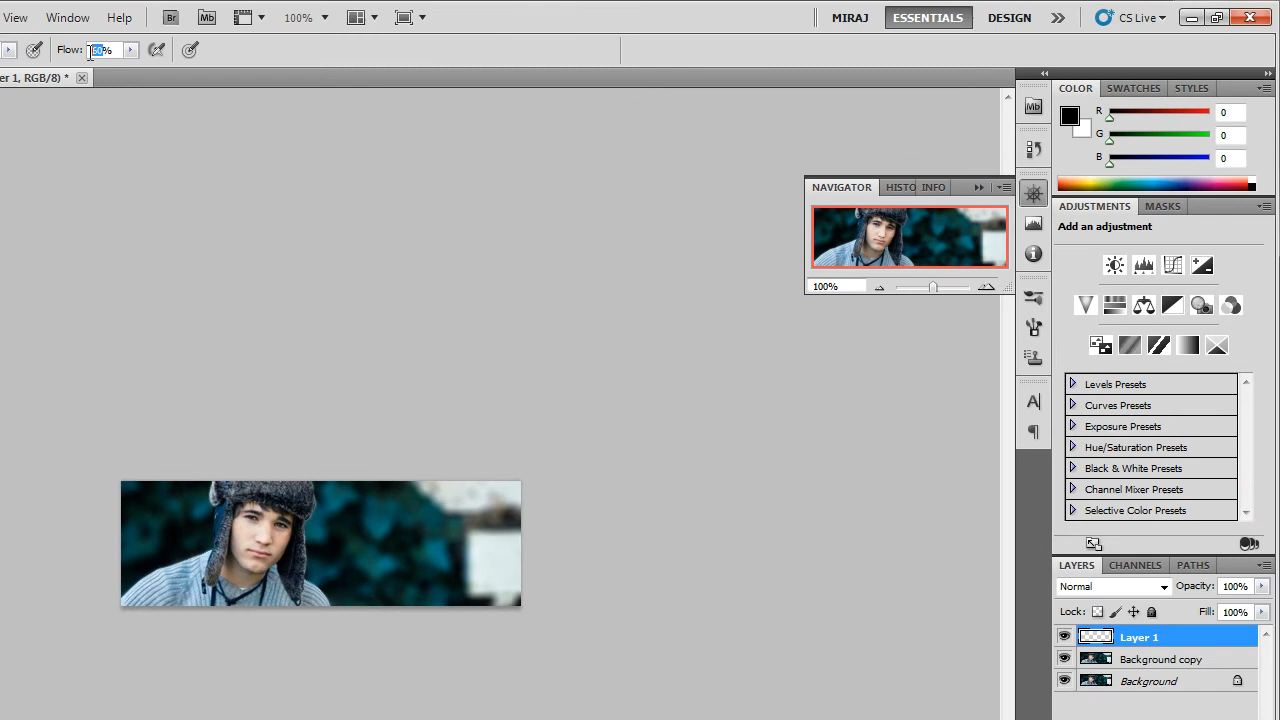 View Window Help Br Mb 100% MIRAJ ESSENTIALS DESIGN CS Live
Flow: %
er 1, RGB/8) *
COLOR SWATCHES STYLES
Mb
R 0
G 0
B 0
NAVIGATOR HISTO INFO
100%
ADJUSTMENTS MASKS
Add an adjustment
Levels Presets
Curves Presets
Exposure Presets
Hue/Saturation Presets
Black & White Presets
Channel Mixer Presets
Selective Color Presets
LAYERS CHANNELS PATHS
Normal Opacity: 100%
Lock: Fill: 100%
Layer 1
Background copy
Background